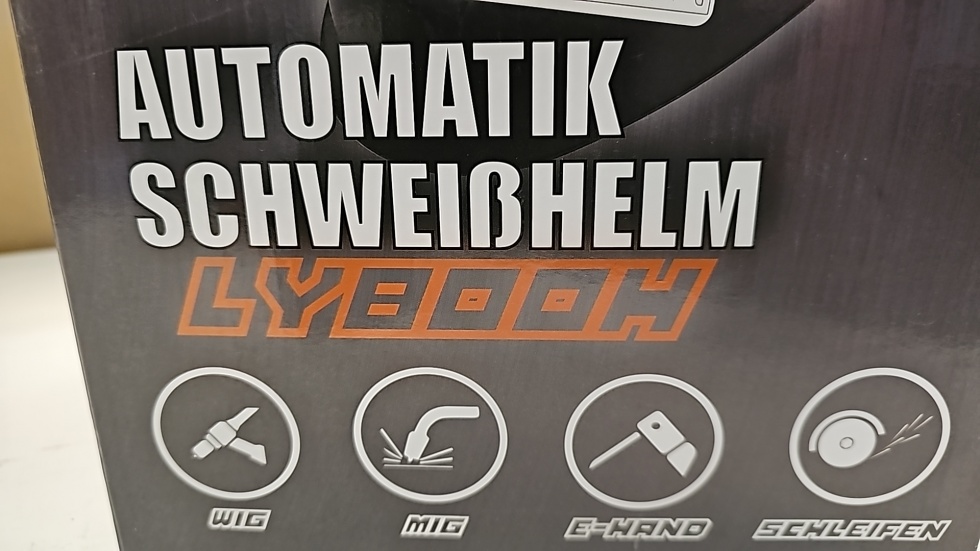 AUTOMATIK
SCHWEIßHELM
LY800H
WIG MIG E-HAND SCHLEIFEN